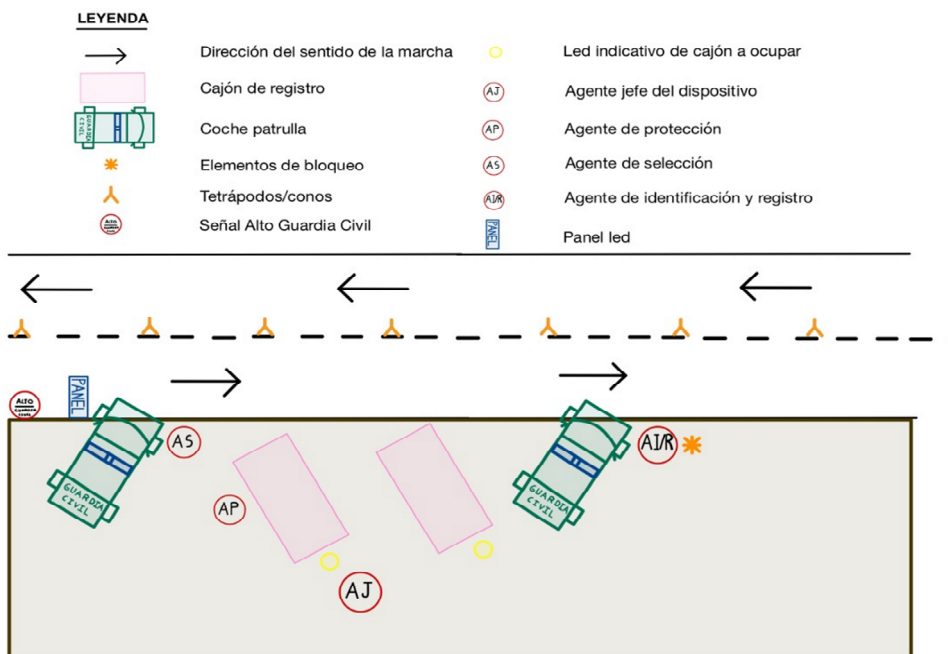 LEYENDA
Dirección del sentido de la marcha
Cajón de registro
GUARDIA
CIVIL
Coche patrulla
Elementos de bloqueo
Tetrápodos/conos
ALTO
Señal Alto Guardia Civil
Led indicativo de cajón a ocupar
AJ
Agente jefe del dispositivo
AP
Agente de protección
AS
Agente de selección
AI/R
Agente de identificación y registro
PANEL
Panel led
ALTO
PANEL
AS
GUARDIA
CIVIL
AP
AJ
GUARDIA
CIVIL
AI/R